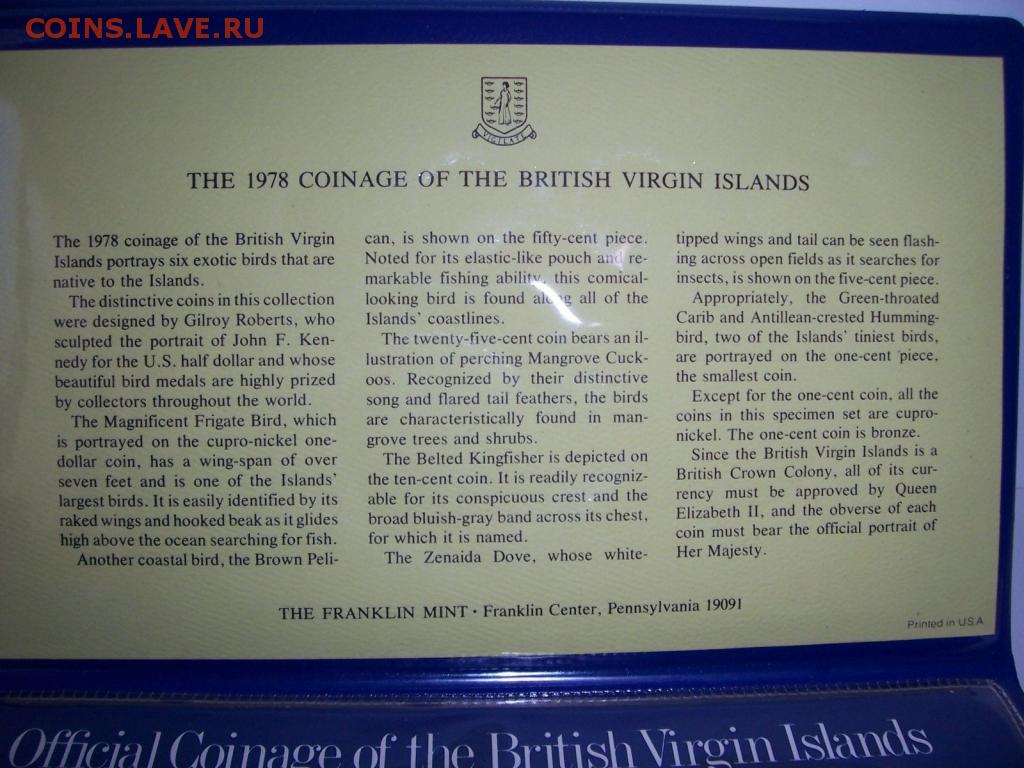 COINS.LAVE.RU
VIGILATE
THE 1978 COINAGE OF THE BRITISH VIRGIN ISLANDS
The 1978 coinage of the British Virgin
Islands portrays six exotic birds that are
native to the Islands.
The distinctive coins in this collection
were designed by Gilroy Roberts, who
sculpted the portrait of John F. Ken-
nedy for the U.S. half dollar and whose
beautiful bird medals are highly prized
by collectors throughout the world.
The Magnificent Frigate Bird, which
is portrayed on the cupro-nickel one-
dollar coin, has a wing-span of over
seven feet and is one of the Islands'
largest birds. It is easily identified by its
raked wings and hooked beak as it glides
high above the ocean searching for fish.
Another coastal bird, the Brown Peli-
can, is shown on the fifty-cent piece.
Noted for its elastic-like pouch and re-
markable fishing ability, this comical-
looking bird is found along all of the
Islands' coastlines.
The twenty-five-cent coin bears an il-
lustration of perching Mangrove Cuck-
oos. Recognized by their distinctive
song and flared tail feathers, the birds
are characteristically found in man-
grove trees and shrubs.
The Belted Kingfisher is depicted on
the ten-cent coin. It is readily recogniz-
able for its conspicuous crest and the
broad bluish-gray band across its chest,
for which it is named.
The Zenaida Dove, whose white-
tipped wings and tail can be seen flash-
ing across open fields as it searches for
insects, is shown on the five-cent piece.
Appropriately, the Green-throated
Carib and Antillean-crested Humming-
bird, two of the Islands' tiniest birds,
are portrayed on the one-cent piece,
the smallest coin.
Except for the one-cent coin, all the
coins in this specimen set are cupro-
nickel. The one-cent coin is bronze.
Since the British Virgin Islands is a
British Crown Colony, all of its cur-
rency must be approved by Queen
Elizabeth II, and the obverse of each
coin must bear the official portrait of
Her Majesty.
THE FRANKLIN MINT • Franklin Center, Pennsylvania 19091
Printed in U.S.A
Official Coinage of the British Virgin Islands